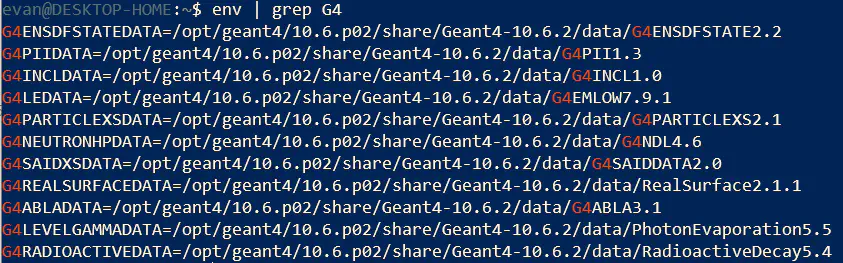 evan@DESKTOP-HOME:~$ env | grep G4
G4ENSDFSTATEDATA=/opt/geant4/10.6.p02/share/Geant4-10.6.2/data/G4ENSDFSTATE2.2
G4PIIDATA=/opt/geant4/10.6.p02/share/Geant4-10.6.2/data/G4PII1.3
G4INCLDATA=/opt/geant4/10.6.p02/share/Geant4-10.6.2/data/G4INCL1.0
G4LEDATA=/opt/geant4/10.6.p02/share/Geant4-10.6.2/data/G4EMLOW7.9.1
G4PARTICLEXSDATA=/opt/geant4/10.6.p02/share/Geant4-10.6.2/data/G4PARTICLEXS2.1
G4NEUTRONHPDATA=/opt/geant4/10.6.p02/share/Geant4-10.6.2/data/G4NDL4.6
G4SAIDXSDATA=/opt/geant4/10.6.p02/share/Geant4-10.6.2/data/G4SAIDDATA2.0
G4REALSURFACEDATA=/opt/geant4/10.6.p02/share/Geant4-10.6.2/data/RealSurface2.1.1
G4ABLADATA=/opt/geant4/10.6.p02/share/Geant4-10.6.2/data/G4ABLA3.1
G4LEVELGAMMADATA=/opt/geant4/10.6.p02/share/Geant4-10.6.2/data/PhotonEvaporation5.5
G4RADIOACTIVEDATA=/opt/geant4/10.6.p02/share/Geant4-10.6.2/data/RadioactiveDecay5.4